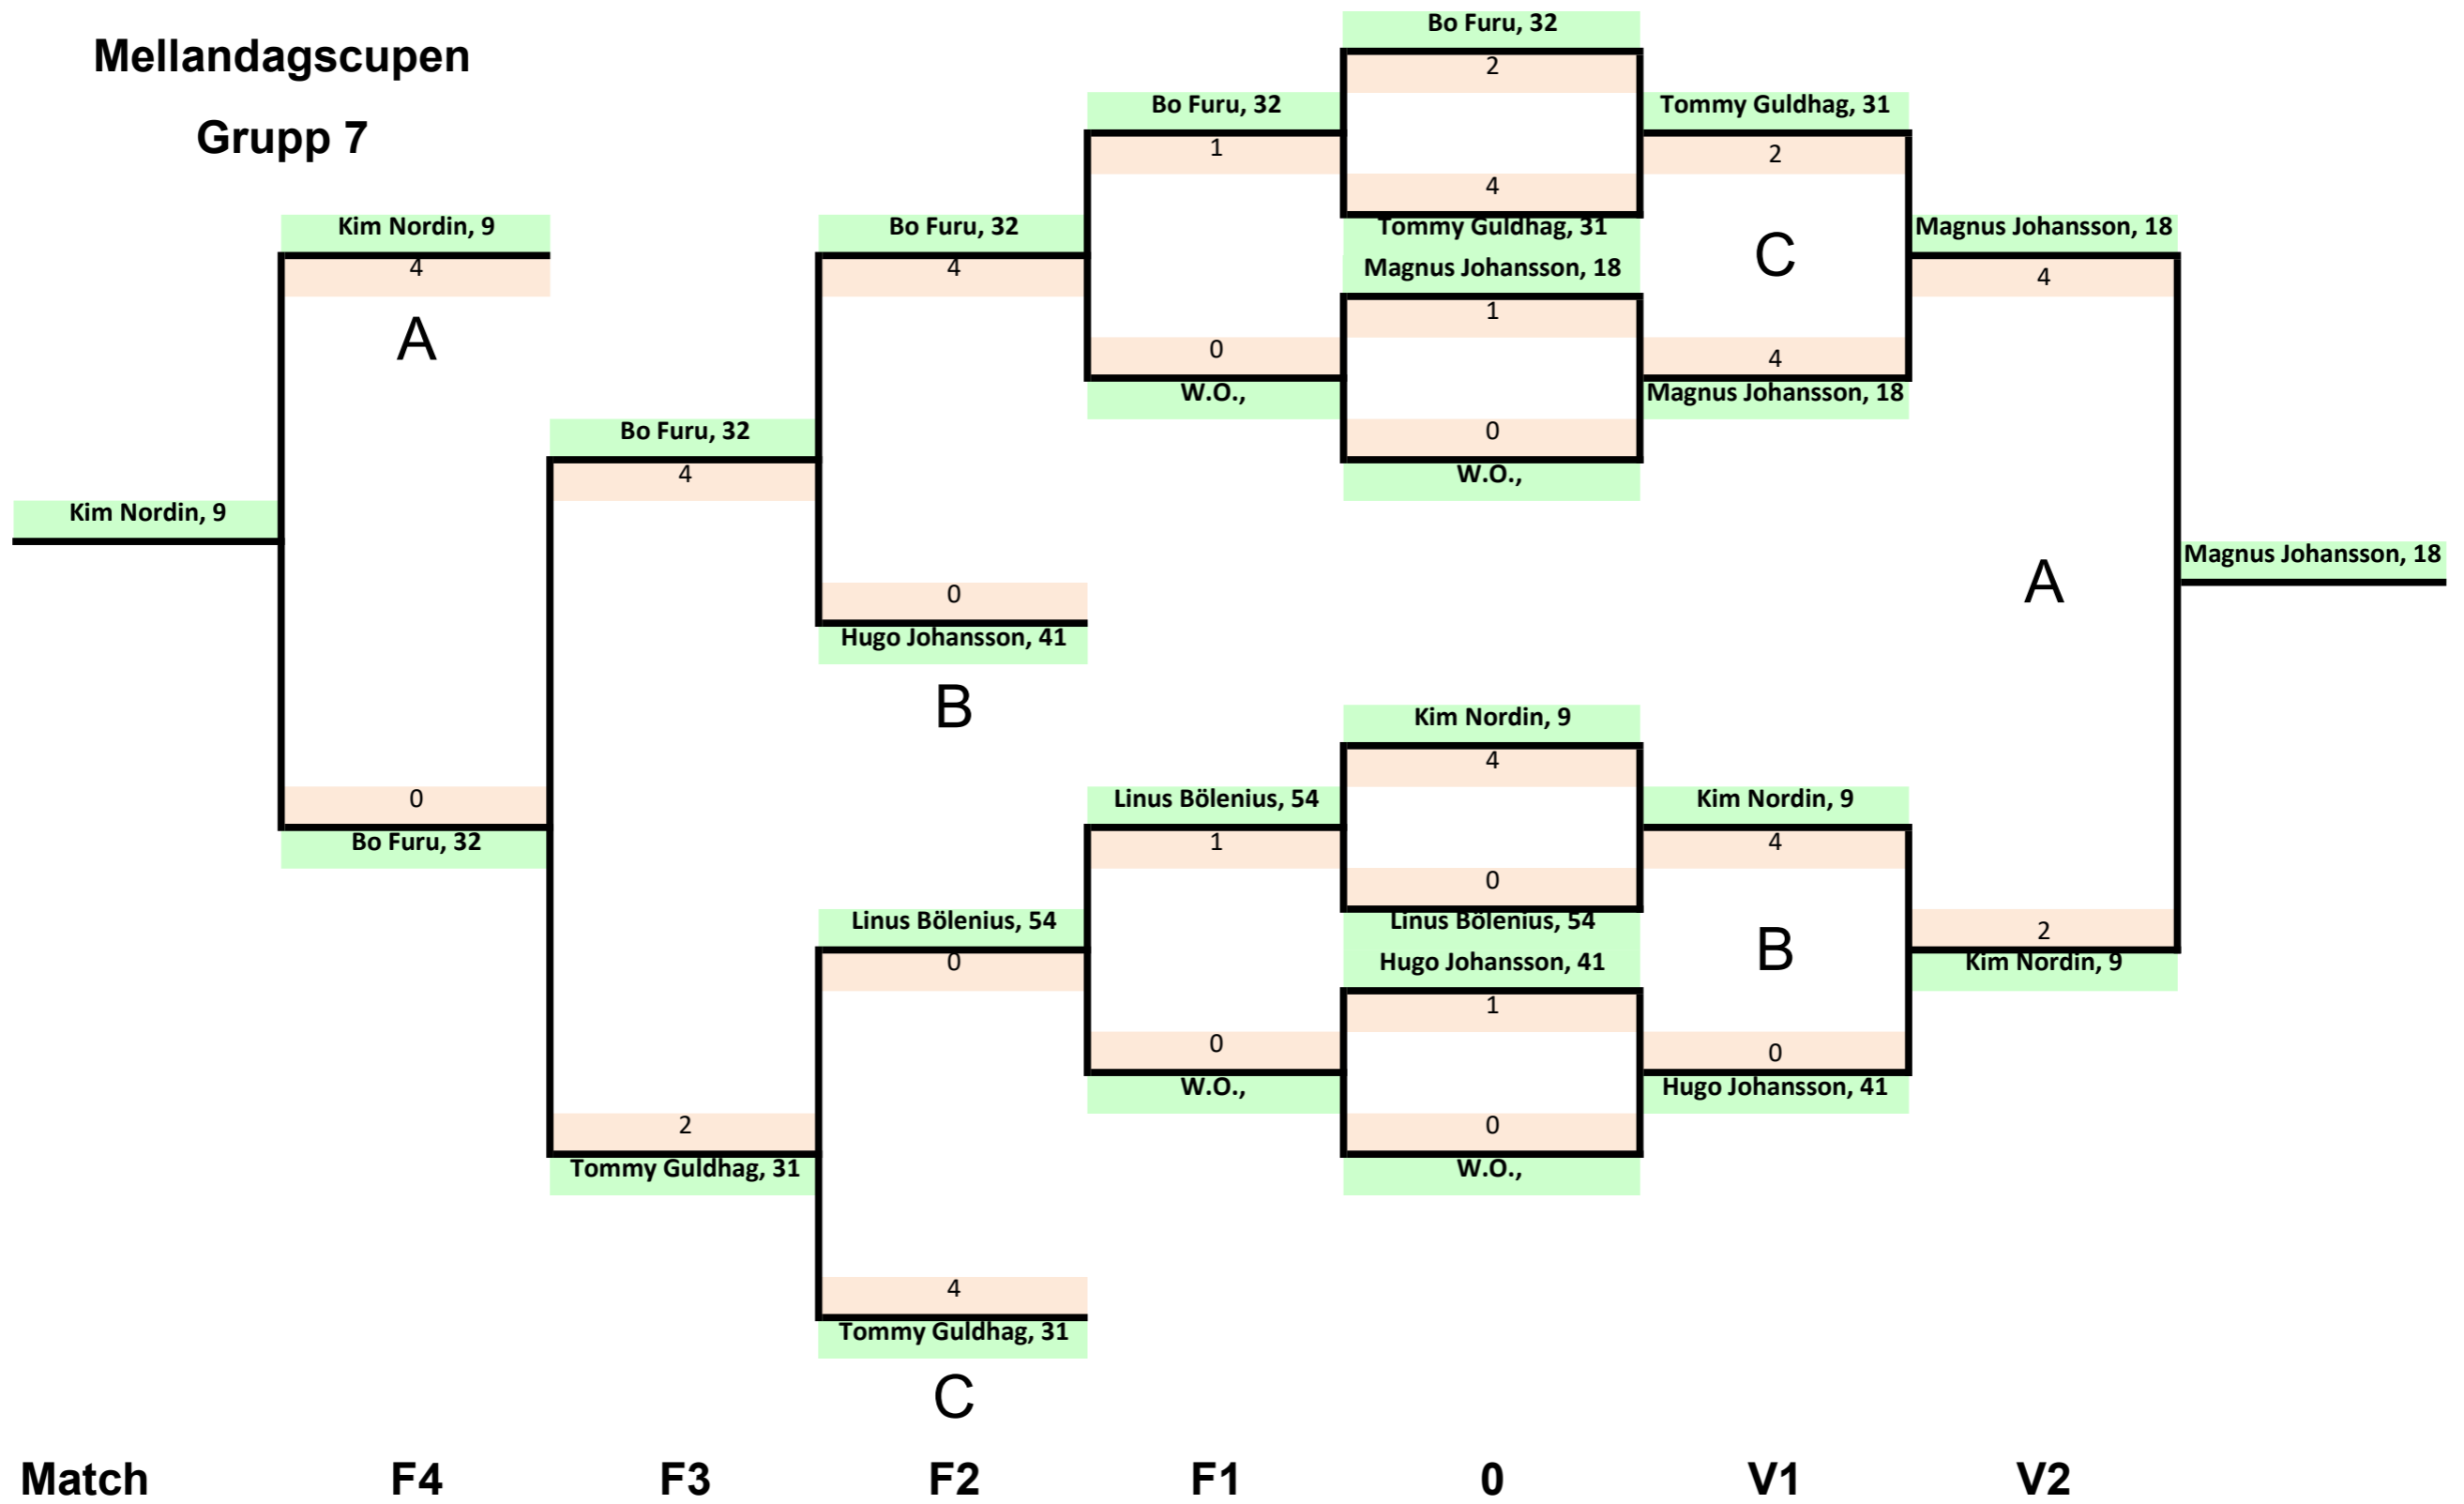 Mellandagscupen
Grupp 7
Kim Nordin, 9
Kim Nordin, 9
4
A
0
Bo Furu, 32
Bo Furu, 32
4
2
Tommy Guldhag, 31
Bo Furu, 32
4
0
Hugo Johansson, 41
B
Linus Bölenius, 54
0
4
Tommy Guldhag, 31
C
Bo Furu, 32
1
0
W.O.,
Linus Bölenius, 54
1
0
W.O.,
Bo Furu, 32
2
4
Tommy Guldhag, 31
Magnus Johansson, 18
1
0
W.O.,
Kim Nordin, 9
4
0
Linus Bölenius, 54
Hugo Johansson, 41
1
0
W.O.,
Tommy Guldhag, 31
2
C
4
Magnus Johansson, 18
Kim Nordin, 9
4
B
0
Hugo Johansson, 41
Magnus Johansson, 18
4
A
2
Kim Nordin, 9
Magnus Johansson, 18
Match F4 F3 F2 F1 0 V1 V2